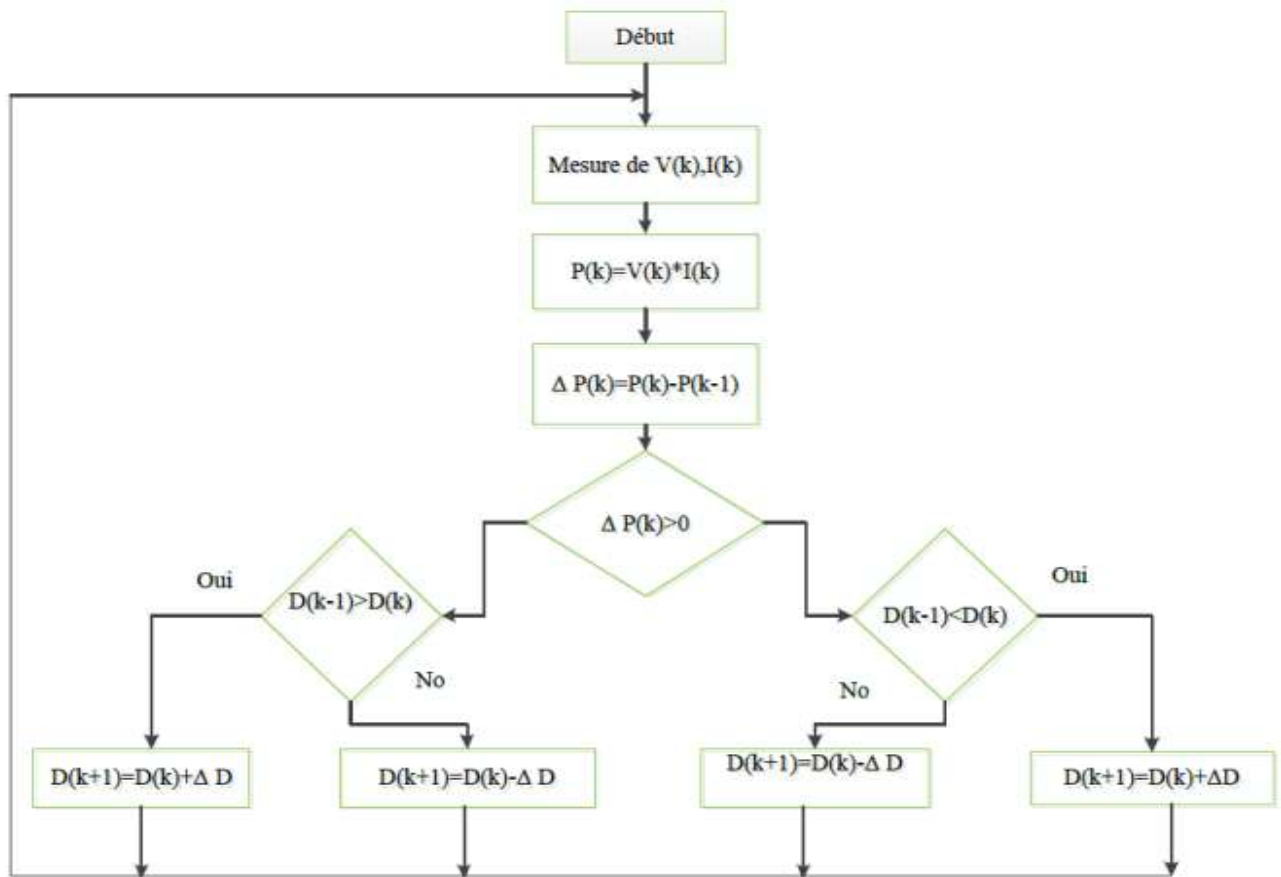 Début
Mesure de V(k),I(k)
P(k)=V(k)*I(k)
Δ P(k)=P(k)-P(k-1)
Δ P(k)>0
Oui
D(k-1)>D(k)
No
Oui
D(k-1)<D(k)
No
D(k+1)=D(k)+Δ D
D(k+1)=D(k)-Δ D
D(k+1)=D(k)-Δ D
D(k+1)=D(k)+ΔD